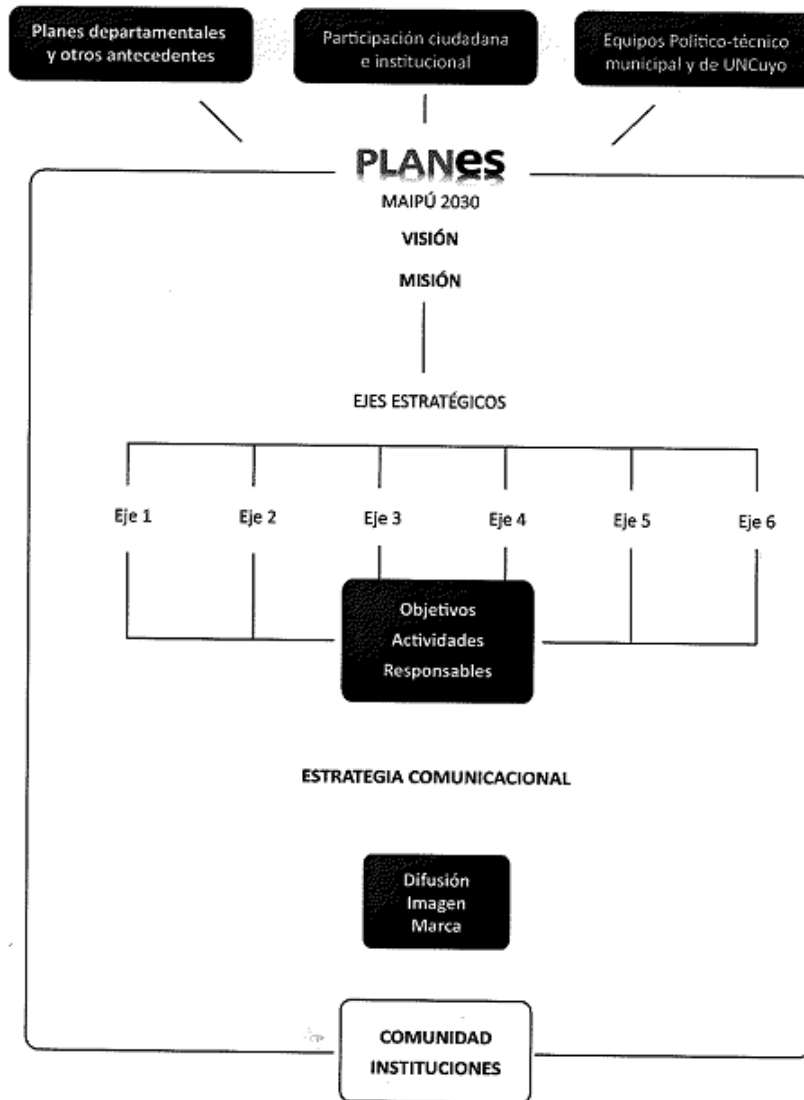 Planes departamentales
y otros antecedentes
Participación ciudadana
e institucional
Equipos Político-técnico
municipal y de UNCuyo
PLANes
MAIPÚ 2030
VISIÓN
MISIÓN
EJES ESTRATÉGICOS
Eje 1 Eje 2 Eje 3 Eje 4 Eje 5 Eje 6
Objetivos
Actividades
Responsables
ESTRATEGIA COMUNICACIONAL
Difusión
Imagen
Marca
COMUNIDAD
INSTITUCIONES